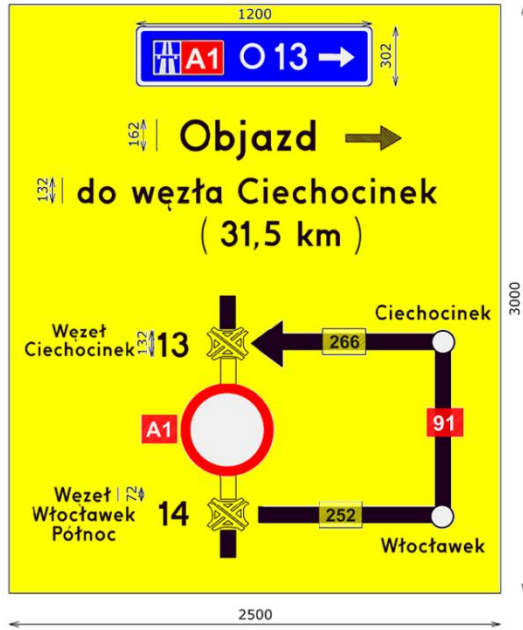 1200
A1 O 13
302
162
Objazd
132
do węzła Ciechocinek
( 31,5 km )
3000
Ciechocinek
Węzeł
Ciechocinek
132
13
266
A1
91
Węzeł
72
Włocławek
Północ
14
252
Włocławek
2500